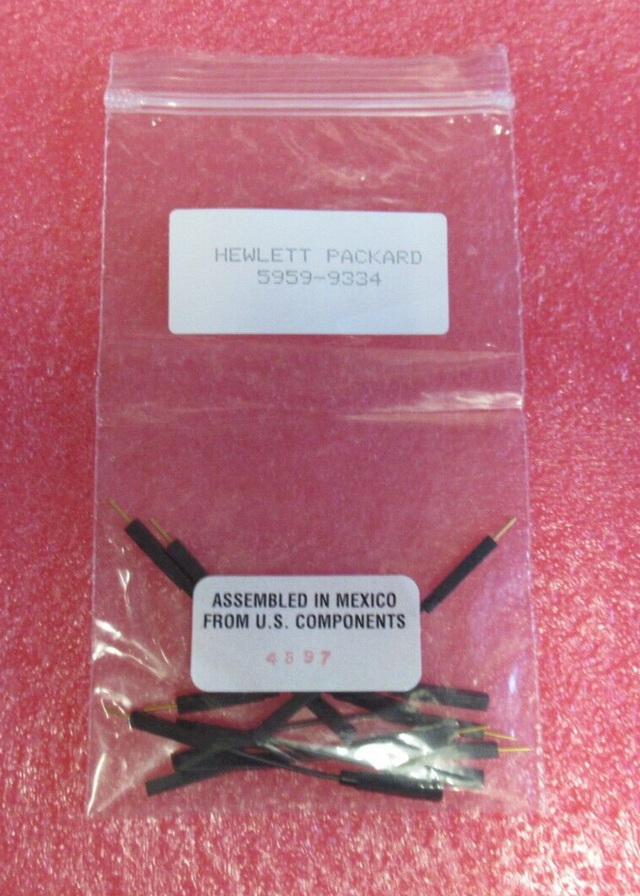 HEWLETT PACKARD
5959-9334
ASSEMBLED IN MEXICO
FROM U.S. COMPONENTS
4897